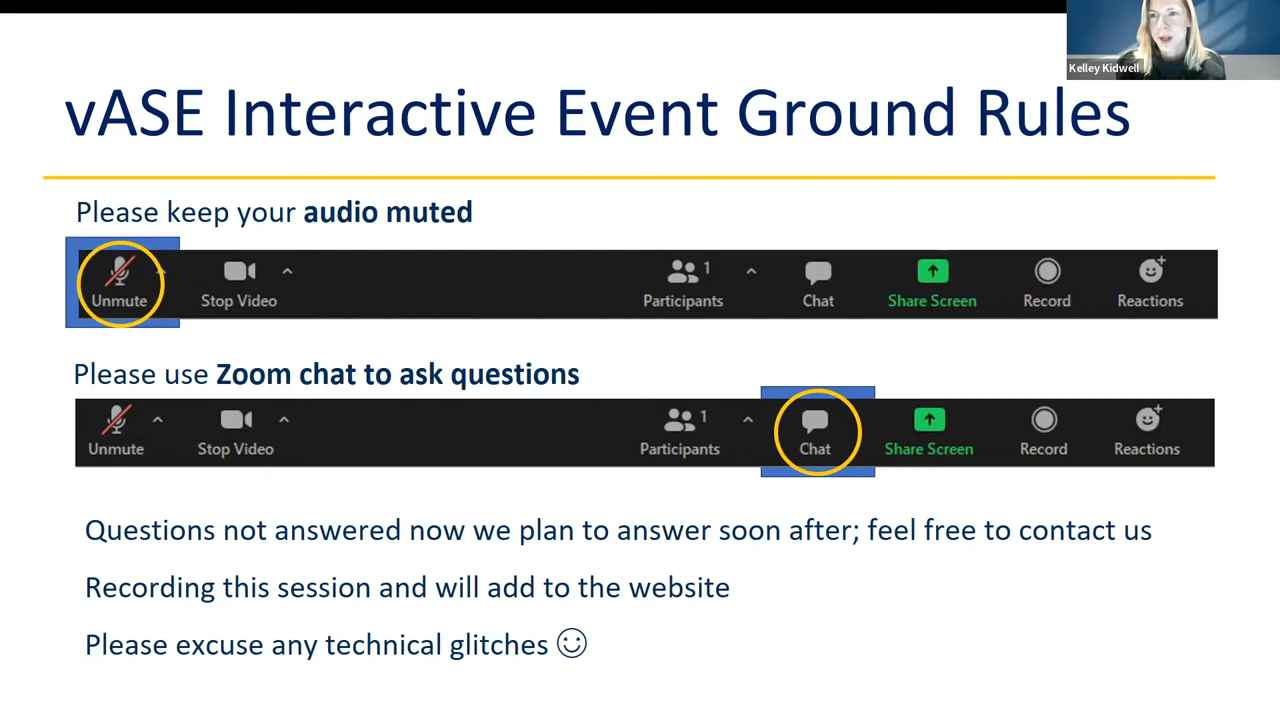 Kelley Kidwell
vASE Interactive Event Ground Rules
Please keep your audio muted
Unmute Stop Video Participants 1 Chat Share Screen Record Reactions
Please use Zoom chat to ask questions
Unmute Stop Video Participants 1 Chat Share Screen Record Reactions
Questions not answered now we plan to answer soon after; feel free to contact us
Recording this session and will add to the website
Please excuse any technical glitches ☺